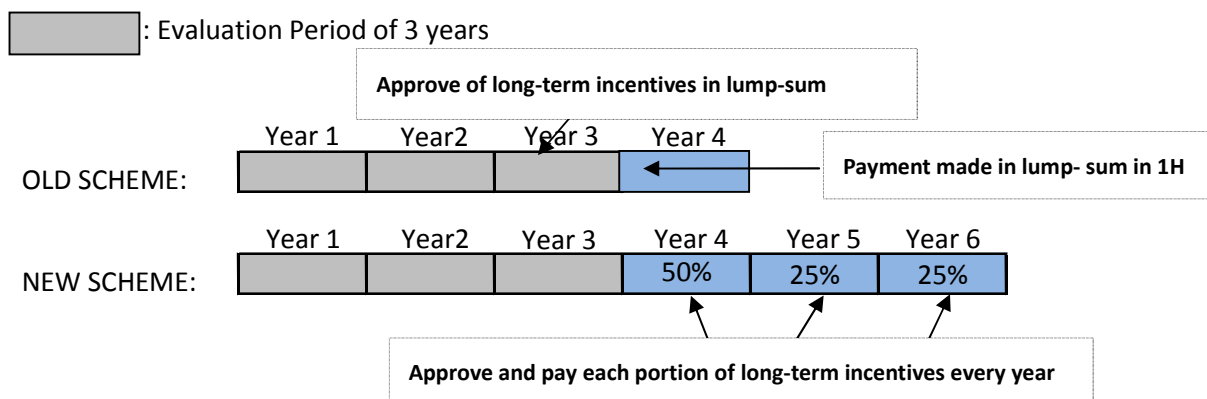 : Evaluation Period of 3 years
Approve of long-term incentives in lump-sum
Year 1 Year2 Year 3 Year 4
OLD SCHEME:
Payment made in lump- sum in 1H
Year 1 Year2 Year 3 Year 4 Year 5 Year 6
NEW SCHEME:
50% 25% 25%
Approve and pay each portion of long-term incentives every year